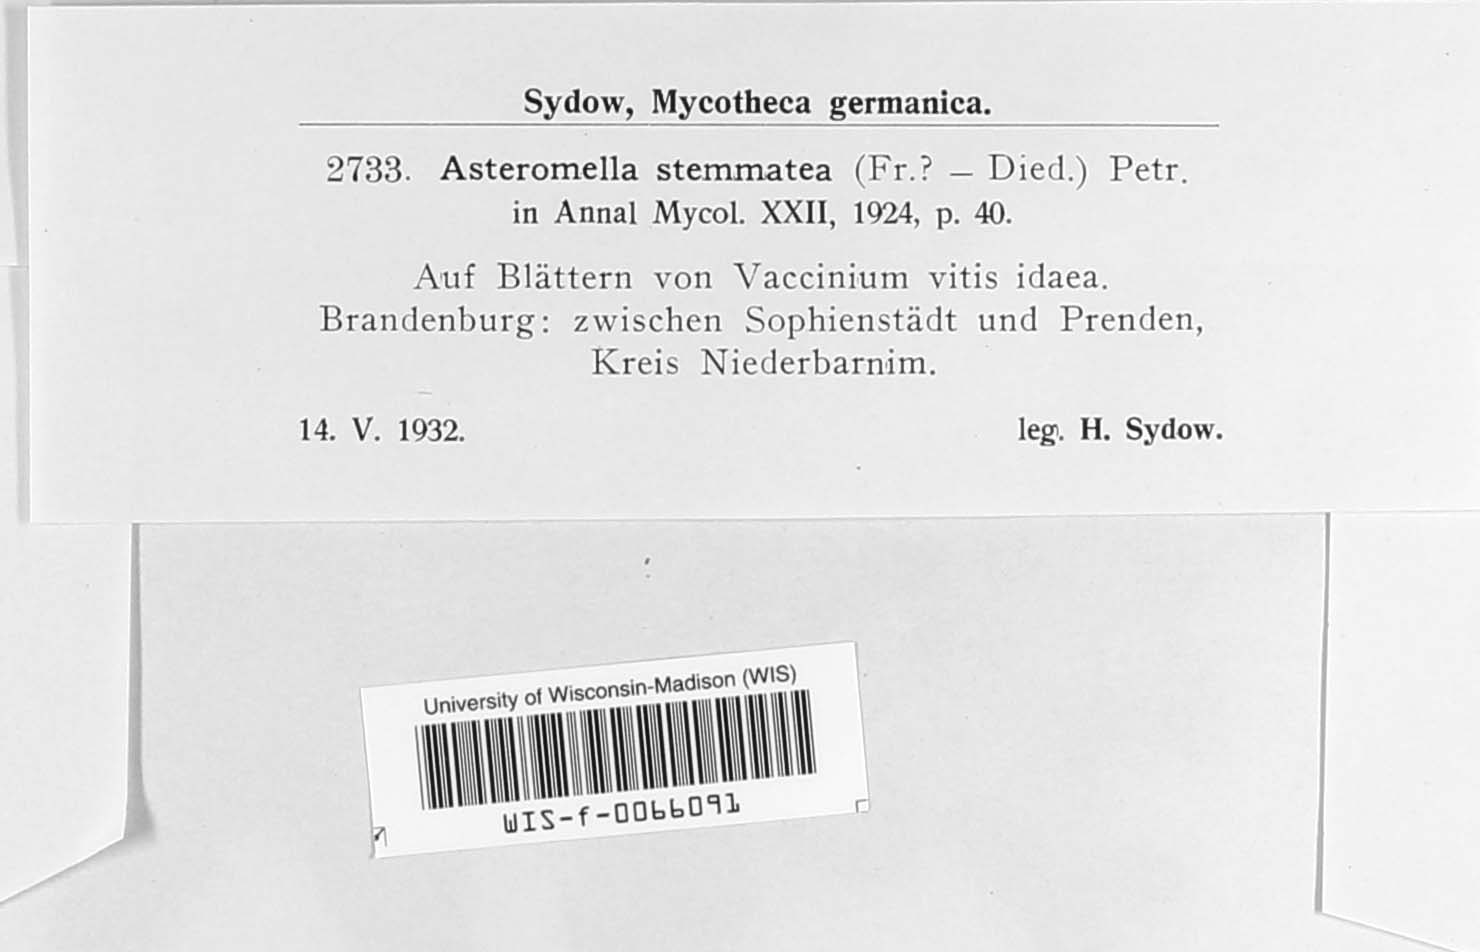 Sydow, Mycotheca germanica.
2733. Asteromella stemmatea (Fr.? — Died.) Petr.
in Annal Mycol. XXII, 1924, p. 40.
Auf Blättern von Vaccinium vitis idaea.
Brandenburg: zwischen Sophienstädt und Prenden,
Kreis Niederbarnim.
14. V. 1932. leg. H. Sydow.
University of Wisconsin-Madison (WIS)
WIS-f-0066091